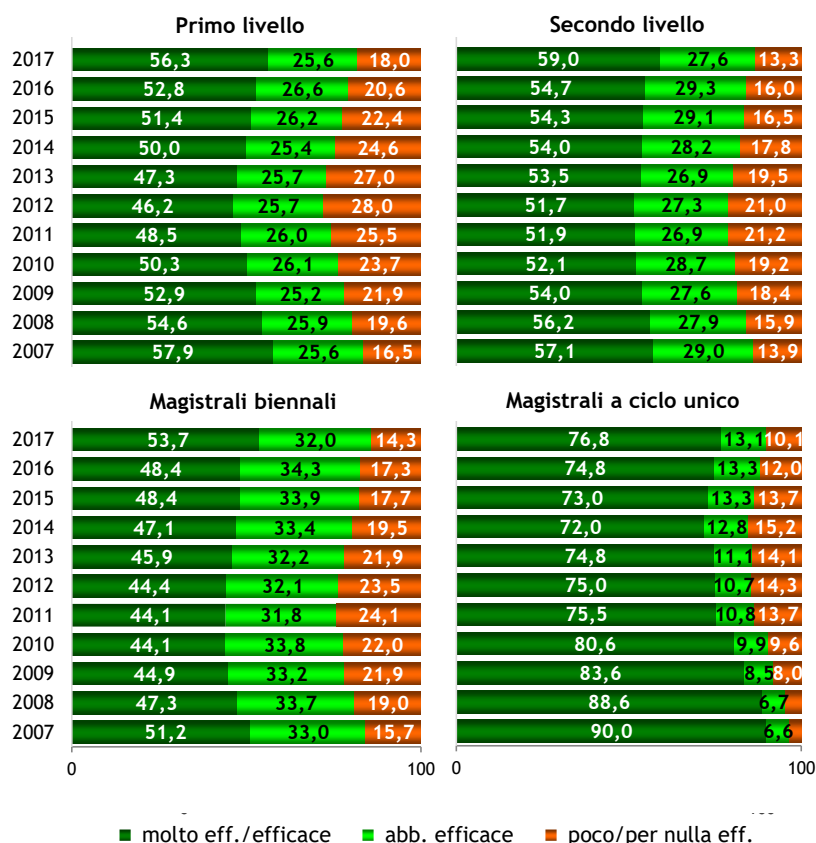 Primo livello
Secondo livello
2017 56,3 25,6 18,0 59,0 27,6 13,3
2016 52,8 26,6 20,6 54,7 29,3 16,0
2015 51,4 26,2 22,4 54,3 29,1 16,5
2014 50,0 25,4 24,6 54,0 28,2 17,8
2013 47,3 25,7 27,0 53,5 26,9 19,5
2012 46,2 25,7 28,0 51,7 27,3 21,0
2011 48,5 26,0 25,5 51,9 26,9 21,2
2010 50,3 26,1 23,7 52,1 28,7 19,2
2009 52,9 25,2 21,9 54,0 27,6 18,4
2008 54,6 25,9 19,6 56,2 27,9 15,9
2007 57,9 25,6 16,5 57,1 29,0 13,9
Magistrali biennali
Magistrali a ciclo unico
2017 53,7 32,0 14,3 76,8 13,1 10,1
2016 48,4 34,3 17,3 74,8 13,3 12,0
2015 48,4 33,9 17,7 73,0 13,3 13,7
2014 47,1 33,4 19,5 72,0 12,8 15,2
2013 45,9 32,2 21,9 74,8 11,1 14,1
2012 44,4 32,1 23,5 75,0 10,7 14,3
2011 44,1 31,8 24,1 75,5 10,8 13,7
2010 44,1 33,8 22,0 80,6 9,9 9,6
2009 44,9 33,2 21,9 83,6 8,5 8,0
2008 47,3 33,7 19,0 88,6 6,7
2007 51,2 33,0 15,7 90,0 6,6
0 100 0 100
molto eff./efficace abb. efficace poco/per nulla eff.